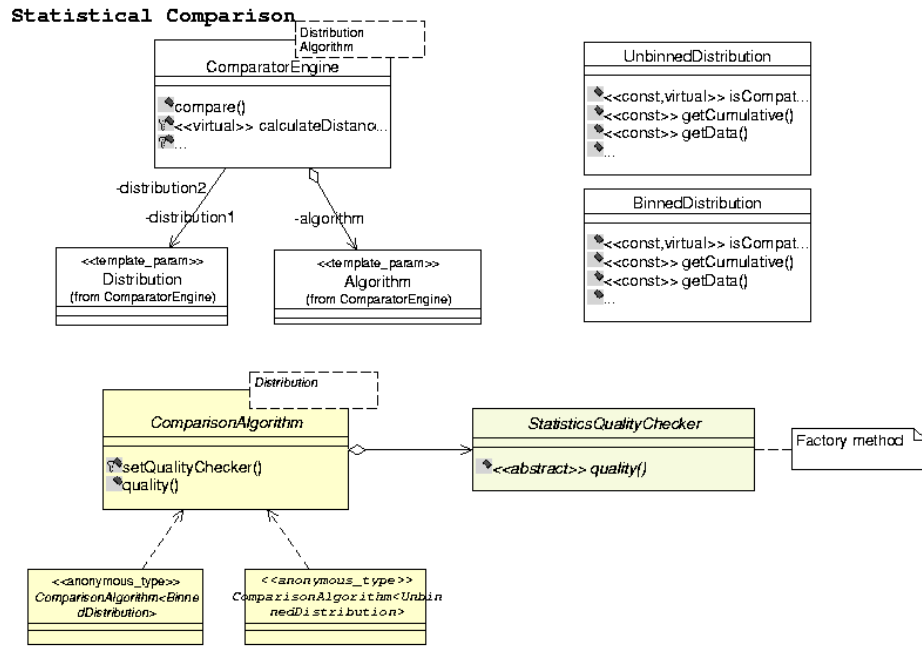 Statistical Comparison
Distribution
Algorithm
ComparatorEngine
compare()
<<virtual>> calculateDistanc...
...
-distribution2
-distribution1
-algorithm
<<template_param>>
Distribution
(from ComparatorEngine)
<<template_param>>
Algorithm
(from ComparatorEngine)
UnbinnedDistribution
<<const,virtual>> isCompat...
<<const>> getCumulative()
<<const>> getData()
...
BinnedDistribution
<<const,virtual>> isCompat...
<<const>> getCumulative()
<<const>> getData()
...
Distribution
ComparisonAlgorithm
setQualityChecker()
quality()
StatisticsQualityChecker
<<abstract>> quality()
Factory method
<<anonymous_type>>
ComparisonAlgorithm<Binne
dDistribution>
<<anonymous_type>>
ComparisonAlgorithm<Unbin
nedDistribution>